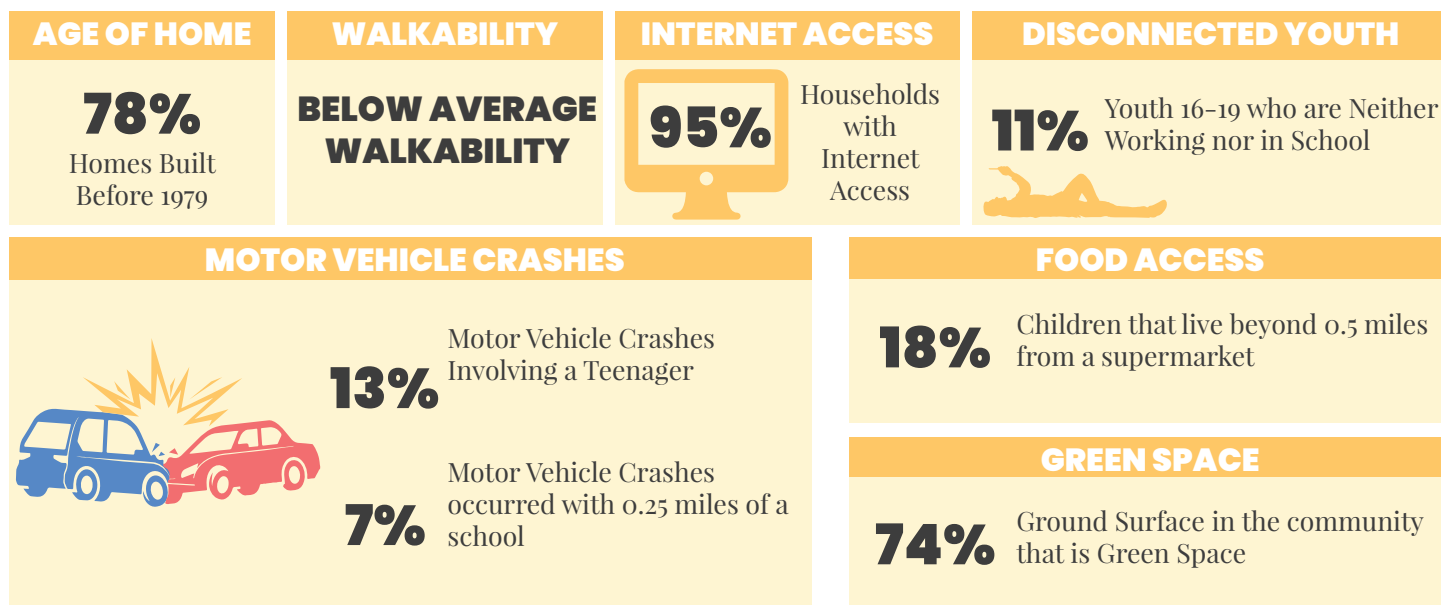 AGE OF HOME
78%
Homes Built
Before 1979
WALKABILITY
BELOW AVERAGE
WALKABILITY
INTERNET ACCESS
95%
Households
with
Internet
Access
DISCONNECTED YOUTH
11%
Youth 16-19 who are Neither
Working nor in School
MOTOR VEHICLE CRASHES
13%
Motor Vehicle Crashes
Involving a Teenager
7%
Motor Vehicle Crashes
occurred with 0.25 miles of a
school
FOOD ACCESS
18%
Children that live beyond 0.5 miles
from a supermarket
GREEN SPACE
74%
Ground Surface in the community
that is Green Space